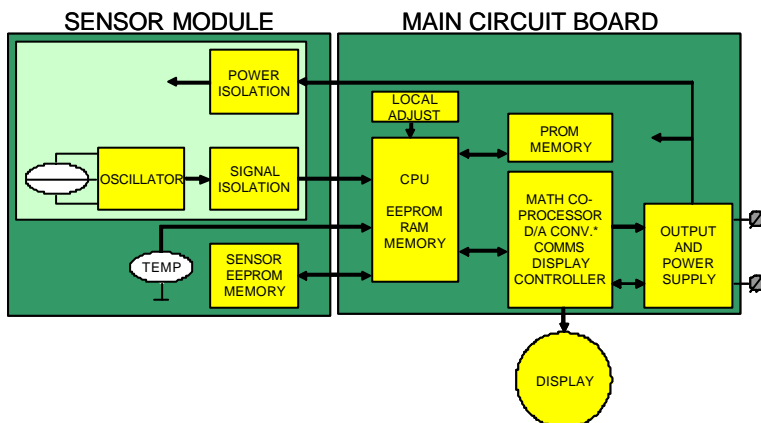 SENSOR MODULE
MAIN CIRCUIT BOARD
POWER
ISOLATION
LOCAL
ADJUST
PROM
MEMORY
OSCILLATOR
SIGNAL
ISOLATION
CPU
EEPROM
RAM
MEMORY
MATH CO-
PROCESSOR
D/A CONV.*
COMMS
DISPLAY
CONTROLLER
OUTPUT
AND
POWER
SUPPLY
TEMP
SENSOR
EEPROM
MEMORY
DISPLAY